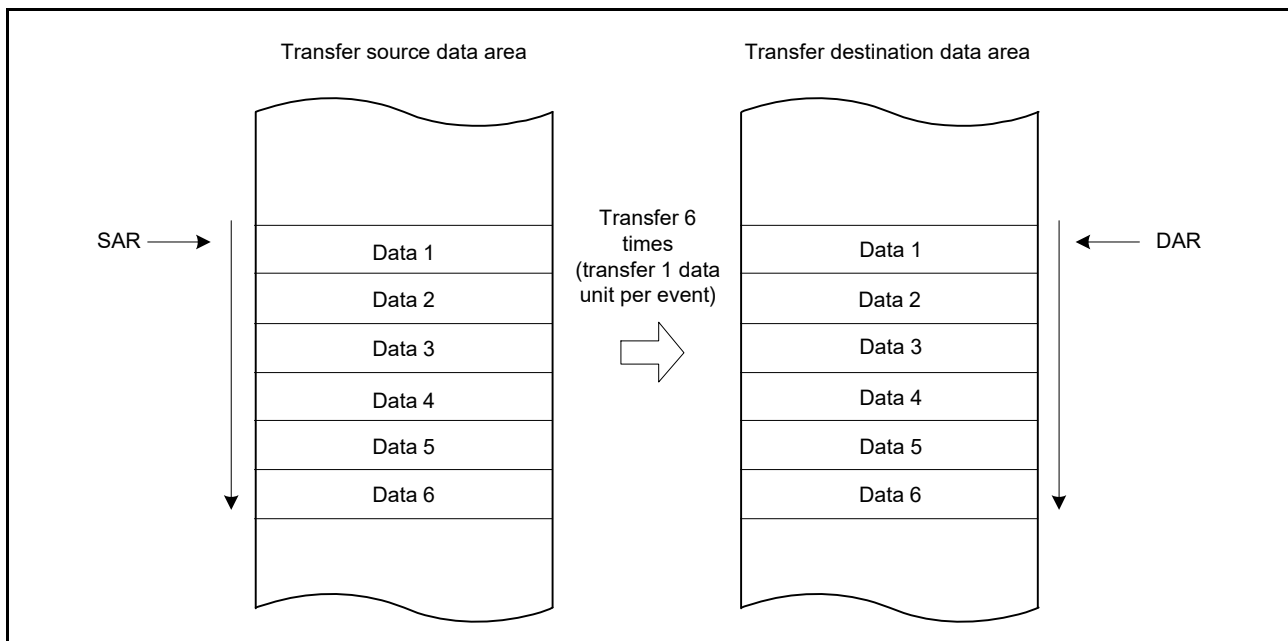 Transfer source data area
Transfer destination data area
SAR
Data 1
Data 2
Data 3
Data 4
Data 5
Data 6
Transfer 6
times
(transfer 1 data
unit per event)
Data 1
Data 2
Data 3
Data 4
Data 5
Data 6
DAR